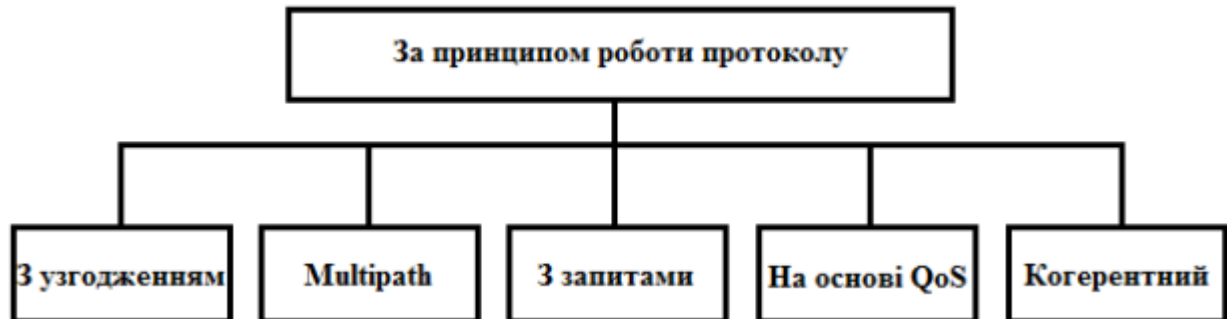 За принципом роботи протоколу
З узгодженням
Multipath
З запитами
На основі QoS
Когерентний